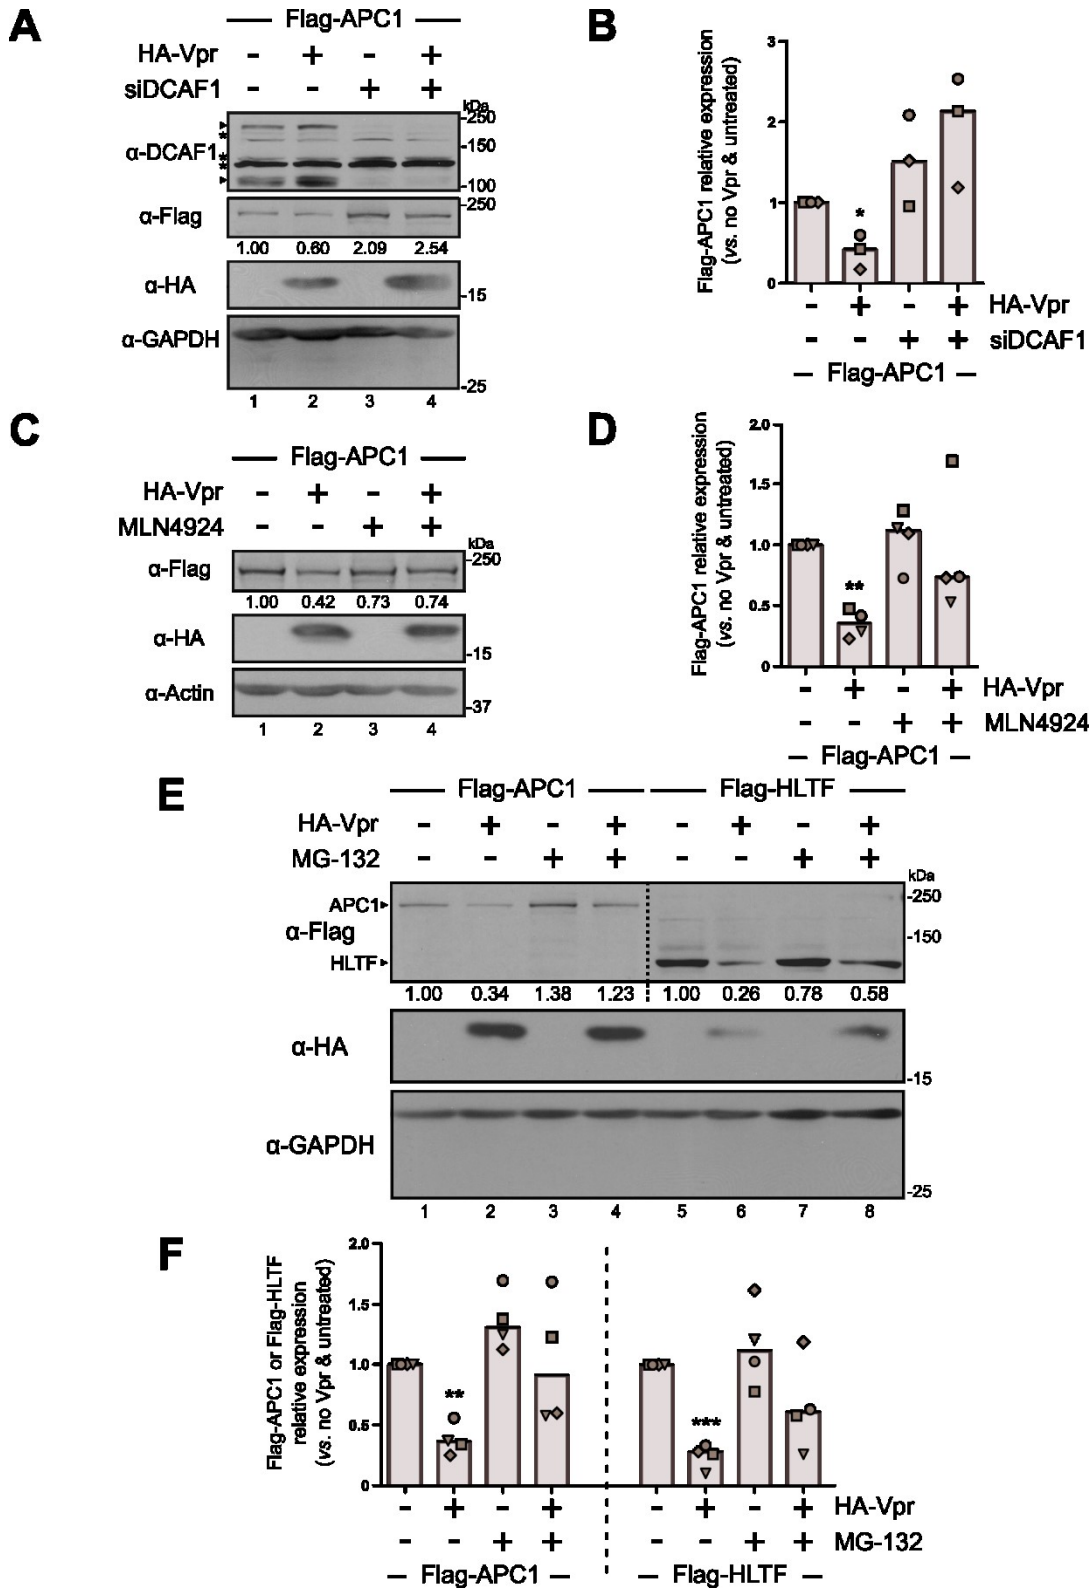 A
Flag-APC1
HA-Vpr - + - +
siDCAF1 - - + +
kDa
α-DCAF1
►
*
*
*
►
-250
-150
-100
α-Flag
-250
1.00 0.60 2.09 2.54
α-HA
-15
α-GAPDH
-25
1 2 3 4
B
Flag-APC1 relative expression
(vs. no Vpr & untreated)
3
2
1
0
*
- + - + HA-Vpr
- - + + siDCAF1
Flag-APC1
C
Flag-APC1
HA-Vpr - + - +
MLN4924 - - + +
kDa
α-Flag
-250
1.00 0.42 0.73 0.74
α-HA
-15
α-Actin
-37
1 2 3 4
D
Flag-APC1 relative expression
(vs. no Vpr & untreated)
2.0
1.5
1.0
0.5
0
**
- + - + HA-Vpr
- - + + MLN4924
Flag-APC1
E
Flag-APC1 Flag-HLTF
HA-Vpr - + - + - + - +
MG-132 - - + + - - + +
kDa
APC1►
α-Flag
HLTF►
-250
-150
1.00 0.34 1.38 1.23 1.00 0.26 0.78 0.58
α-HA
-15
α-GAPDH
-25
1 2 3 4 5 6 7 8
F
Flag-APC1 or Flag-HLTF
relative expression
(vs. no Vpr & untreated)
2.0
1.5
1.0
0.5
0
** ***
- + - + - + - + HA-Vpr
- - + + - - + + MG-132
Flag-APC1 Flag-HLTF